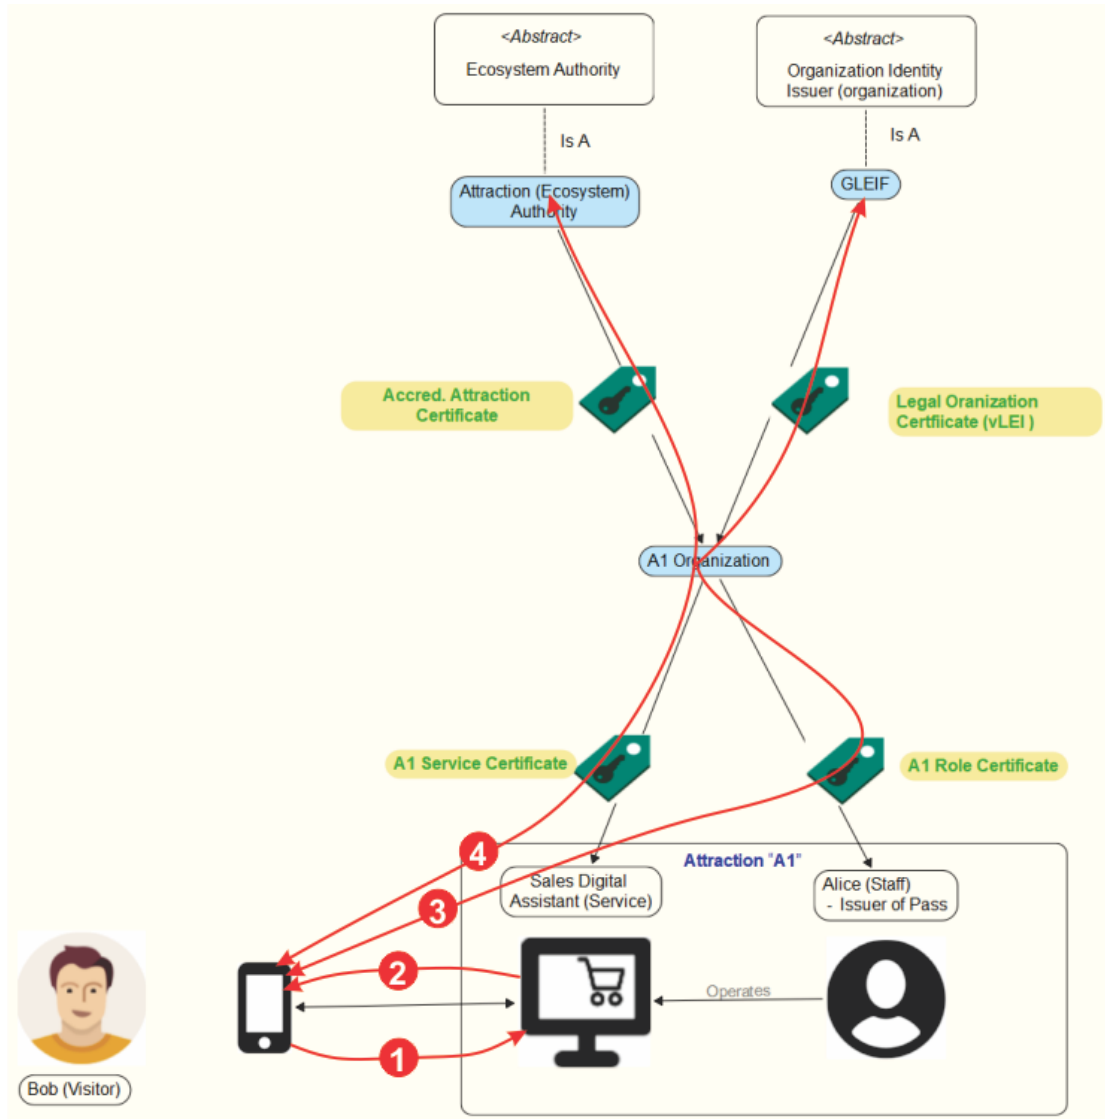 <Abstract>
Ecosystem Authority
<Abstract>
Organization Identity
Issuer (organization)
Is A
Is A
Attraction (Ecosystem)
Authority
GLEIF
Accred. Attraction
Certificate
Legal Oranization
Certfiicate (vLEI )
A1 Organization
A1 Service Certificate
A1 Role Certificate
4
Attraction "A1"
Sales Digital
Assistant (Service)
Alice (Staff)
- Issuer of Pass
3
2
Operates
1
Bob (Visitor)